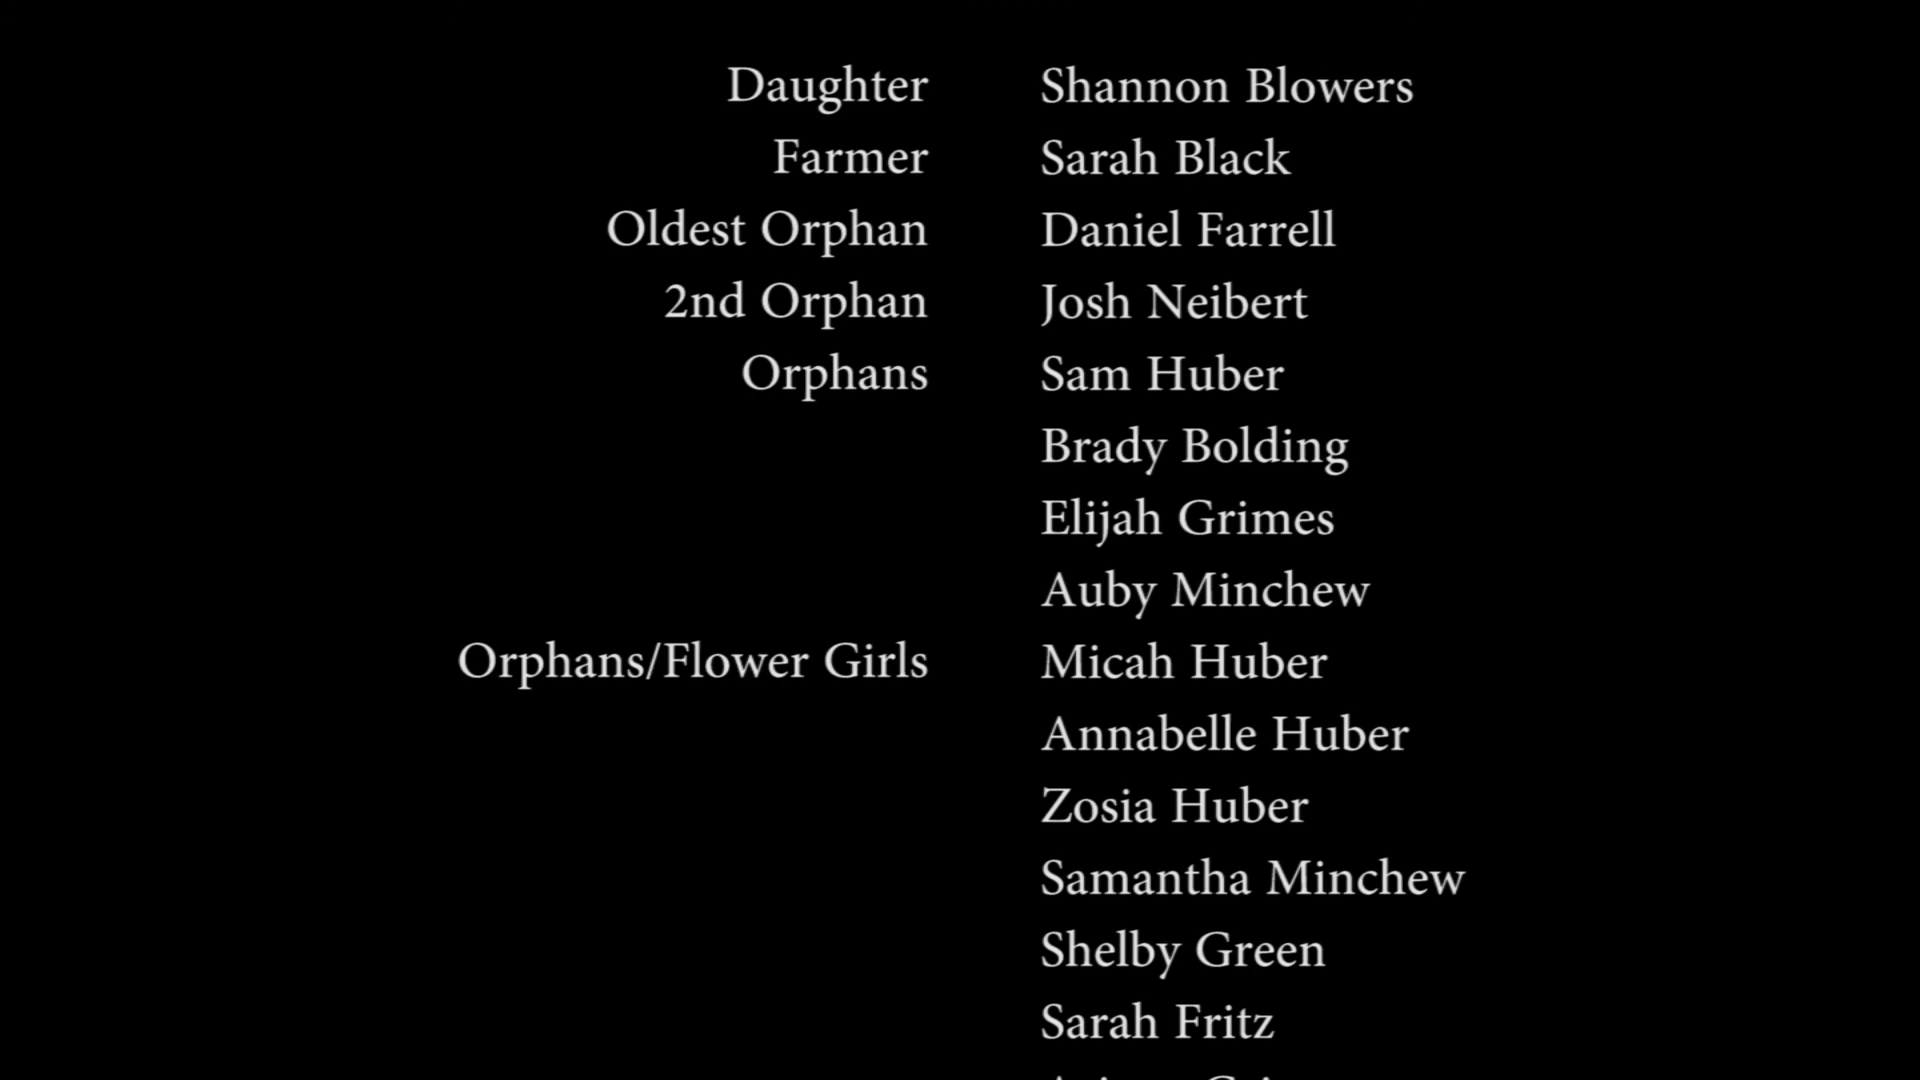 Daughter Shannon Blowers
Farmer Sarah Black
Oldest Orphan Daniel Farrell
2nd Orphan Josh Neibert
Orphans Sam Huber
Brady Bolding
Elijah Grimes
Auby Minchew
Orphans/Flower Girls Micah Huber
Annabelle Huber
Zosia Huber
Samantha Minchew
Shelby Green
Sarah Fritz